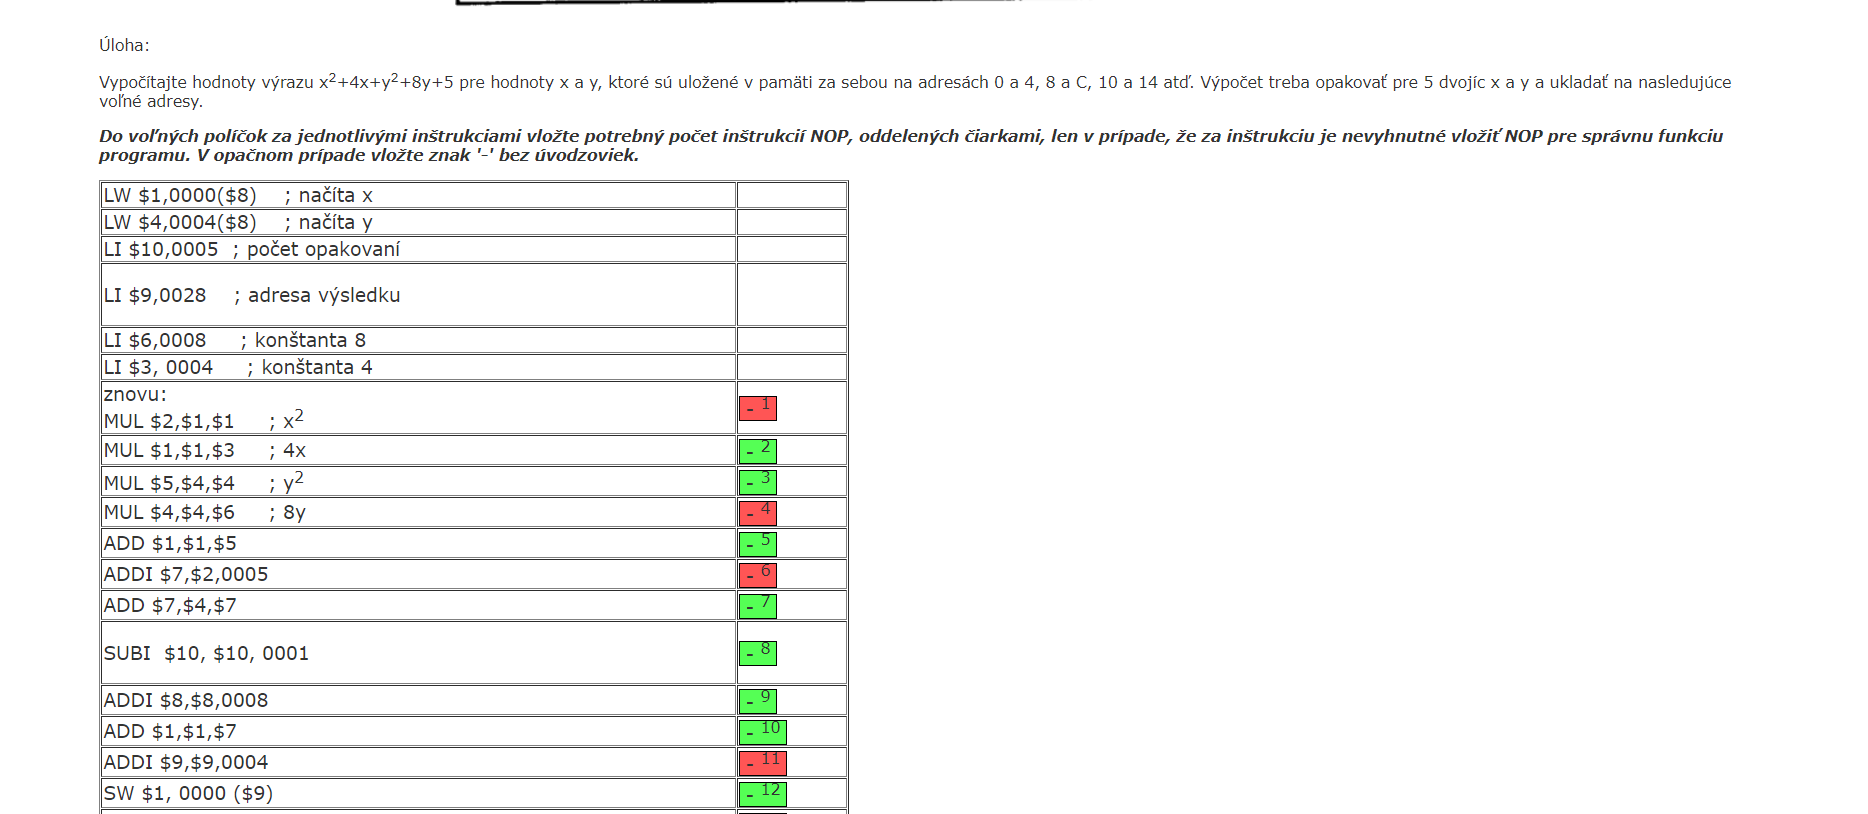 Úloha:
Vypočítajte hodnoty výrazu x²+4x+y²+8y+5 pre hodnoty x a y, ktoré sú uložené v pamäti za sebou na adresách 0 a 4, 8 a C, 10 a 14 atď. Výpočet treba opakovať pre 5 dvojíc x a y a ukladať na nasledujúce
voľné adresy.
Do voľných políčok za jednotlivými inštrukciami vložte potrebný počet inštrukcií NOP, oddelených čiarkami, len v prípade, že za inštrukciu je nevyhnutné vložiť NOP pre správnu funkciu
programu. V opačnom prípade vložte znak '-' bez úvodzoviek.
LW $1,0000($8) ; načíta x
LW $4,0004($8) ; načíta y
LI $10,0005 ; počet opakovaní
LI $9,0028 ; adresa výsledku
LI $6,0008 ; konštanta 8
LI $3, 0004 ; konštanta 4
znovu:
MUL $2,$1,$1 ; x² - 1
MUL $1,$1,$3 ; 4x - 2
MUL $5,$4,$4 ; y² - 3
MUL $4,$4,$6 ; 8y - 4
ADD $1,$1,$5 - 5
ADDI $7,$2,0005 - 6
ADD $7,$4,$7 - 7
SUBI $10, $10, 0001 - 8
ADDI $8,$8,0008 - 9
ADD $1,$1,$7 - 10
ADDI $9,$9,0004 - 11
SW $1, 0000 ($9) - 12